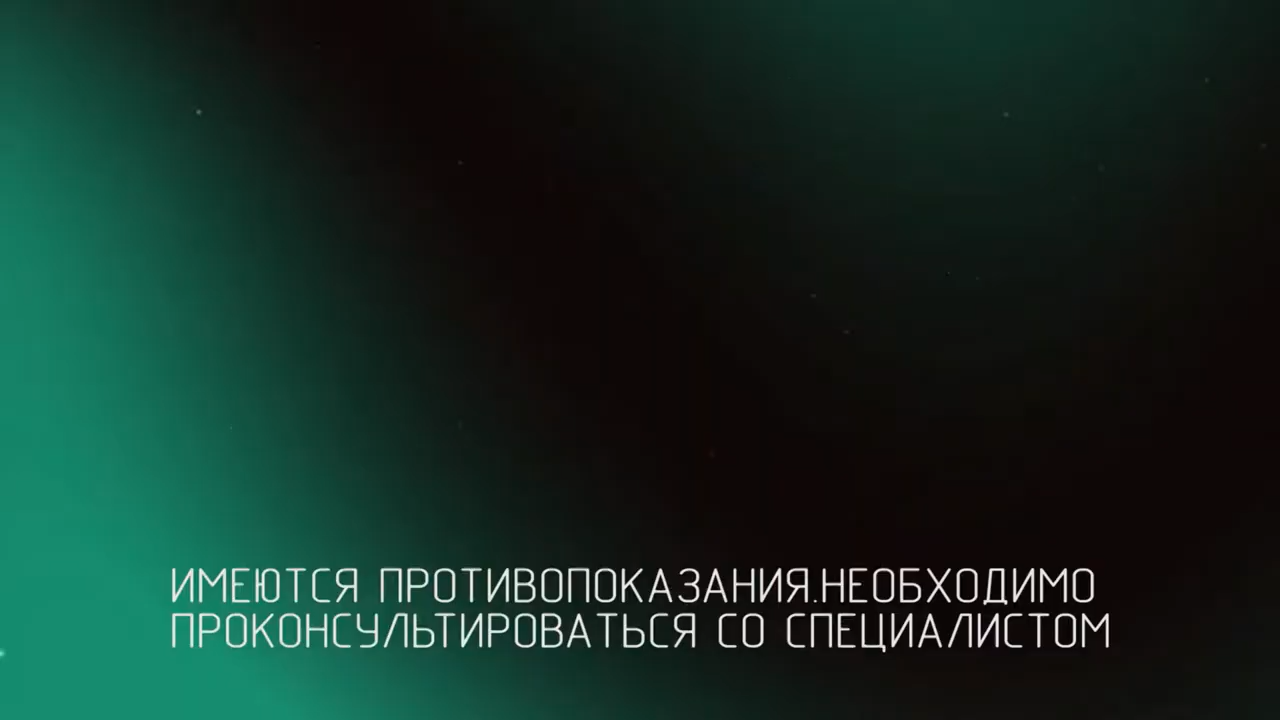 ИМЕЮТСЯ ПРОТИВОПОКАЗАНИЯ.НЕОБХОДИМО
ПРОКОНСУЛЬТИРОВАТЬСЯ СО СПЕЦИАЛИСТОМ